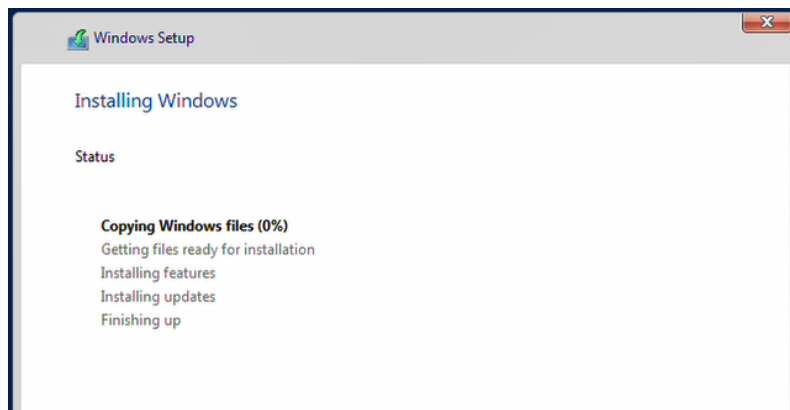 Windows Setup
Installing Windows
Status
Copying Windows files (0%)
Getting files ready for installation
Installing features
Installing updates
Finishing up